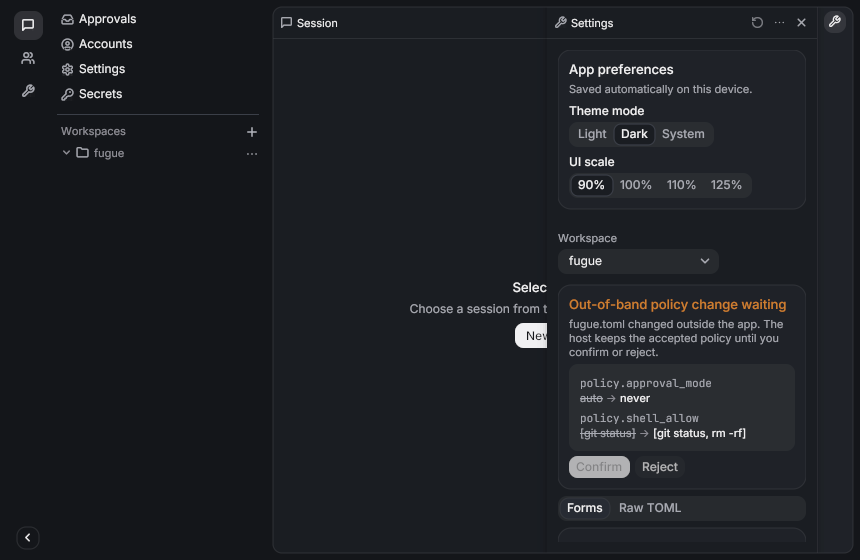 Approvals
Accounts
Settings
Secrets
Workspaces
fugue
Session
Selec
Choose a session from t
New
Settings
App preferences
Saved automatically on this device.
Theme mode
Light Dark System
UI scale
90% 100% 110% 125%
Workspace
fugue
Out-of-band policy change waiting
fugue.toml changed outside the app. The
host keeps the accepted policy until you
confirm or reject.
policy.approval_mode
auto → never
policy.shell_allow
[git status] → [git status, rm -rf]
Confirm Reject
Forms Raw TOML